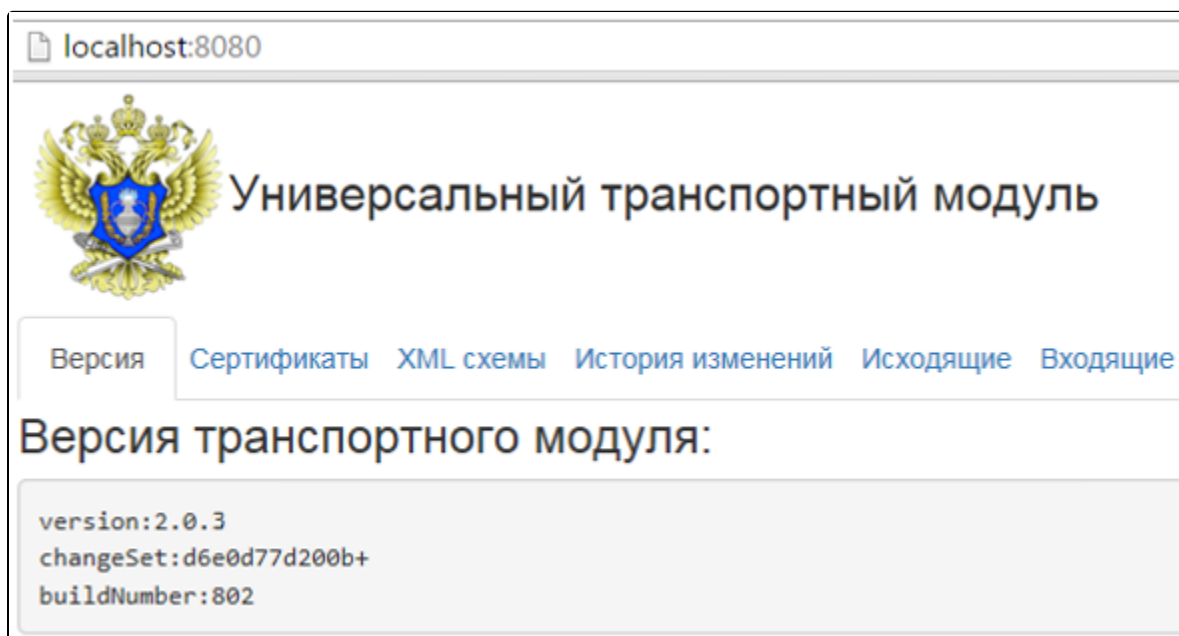 localhost:8080
Универсальный транспортный модуль
Версия Сертификаты XML схемы История изменений Исходящие Входящие
Версия транспортного модуля:
version:2.0.3
changeSet:d6e0d77d200b+
buildNumber:802